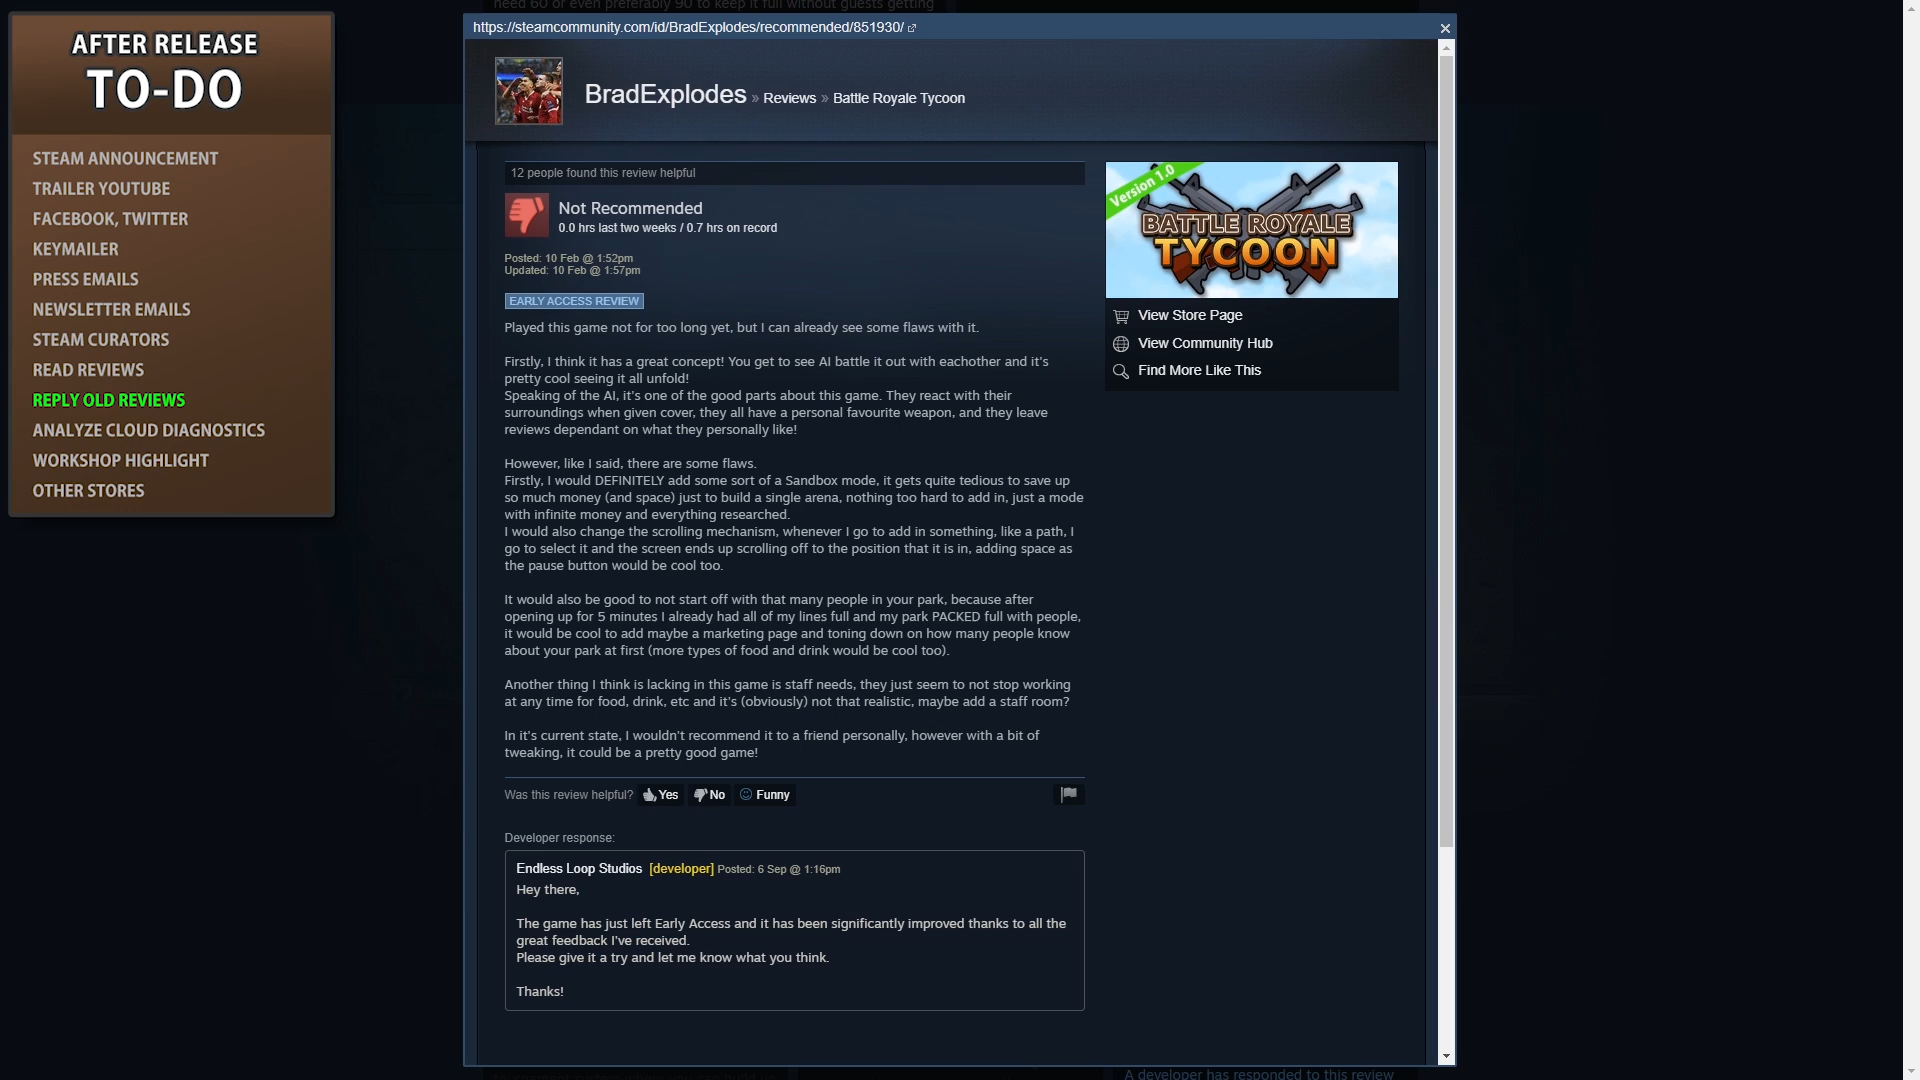 need 60 or even preferably 90 to keep it full without guests getting
AFTER RELEASE
TO-DO
STEAM ANNOUNCEMENT
TRAILER YOUTUBE
FACEBOOK, TWITTER
KEYMAILER
PRESS EMAILS
NEWSLETTER EMAILS
STEAM CURATORS
READ REVIEWS
REPLY OLD REVIEWS
ANALYZE CLOUD DIAGNOSTICS
WORKSHOP HIGHLIGHT
OTHER STORES
https://steamcommunity.com/id/BradExplodes/recommended/851930/
BradExplodes » Reviews » Battle Royale Tycoon
12 people found this review helpful
Not Recommended
0.0 hrs last two weeks / 0.7 hrs on record
Posted: 10 Feb @ 1:52pm
Updated: 10 Feb @ 1:57pm
EARLY ACCESS REVIEW
Played this game not for too long yet, but I can already see some flaws with it.
Firstly, I think it has a great concept! You get to see AI battle it out with eachother and it's
pretty cool seeing it all unfold!
Speaking of the AI, it's one of the good parts about this game. They react with their
surroundings when given cover, they all have a personal favourite weapon, and they leave
reviews dependant on what they personally like!
However, like I said, there are some flaws.
Firstly, I would DEFINITELY add some sort of a Sandbox mode, it gets quite tedious to save up
so much money (and space) just to build a single arena, nothing too hard to add in, just a mode
with infinite money and everything researched.
I would also change the scrolling mechanism, whenever I go to add in something, like a path, I
go to select it and the screen ends up scrolling off to the position that it is in, adding space as
the pause button would be cool too.
It would also be good to not start off with that many people in your park, because after
opening up for 5 minutes I already had all of my lines full and my park PACKED full with people,
it would be cool to add maybe a marketing page and toning down on how many people know
about your park at first (more types of food and drink would be cool too).
Another thing I think is lacking in this game is staff needs, they just seem to not stop working
at any time for food, drink, etc and it's (obviously) not that realistic, maybe add a staff room?
In it's current state, I wouldn't recommend it to a friend personally, however with a bit of
tweaking, it could be a pretty good game!
Was this review helpful? Yes No Funny
Developer response:
Endless Loop Studios [developer] Posted: 6 Sep @ 1:16pm
Hey there,
The game has just left Early Access and it has been significantly improved thanks to all the
great feedback I've received.
Please give it a try and let me know what you think.
Thanks!
Version 1.0
BATTLE ROYALE
TYCOON
View Store Page
View Community Hub
Find More Like This
A developer has responded to this review